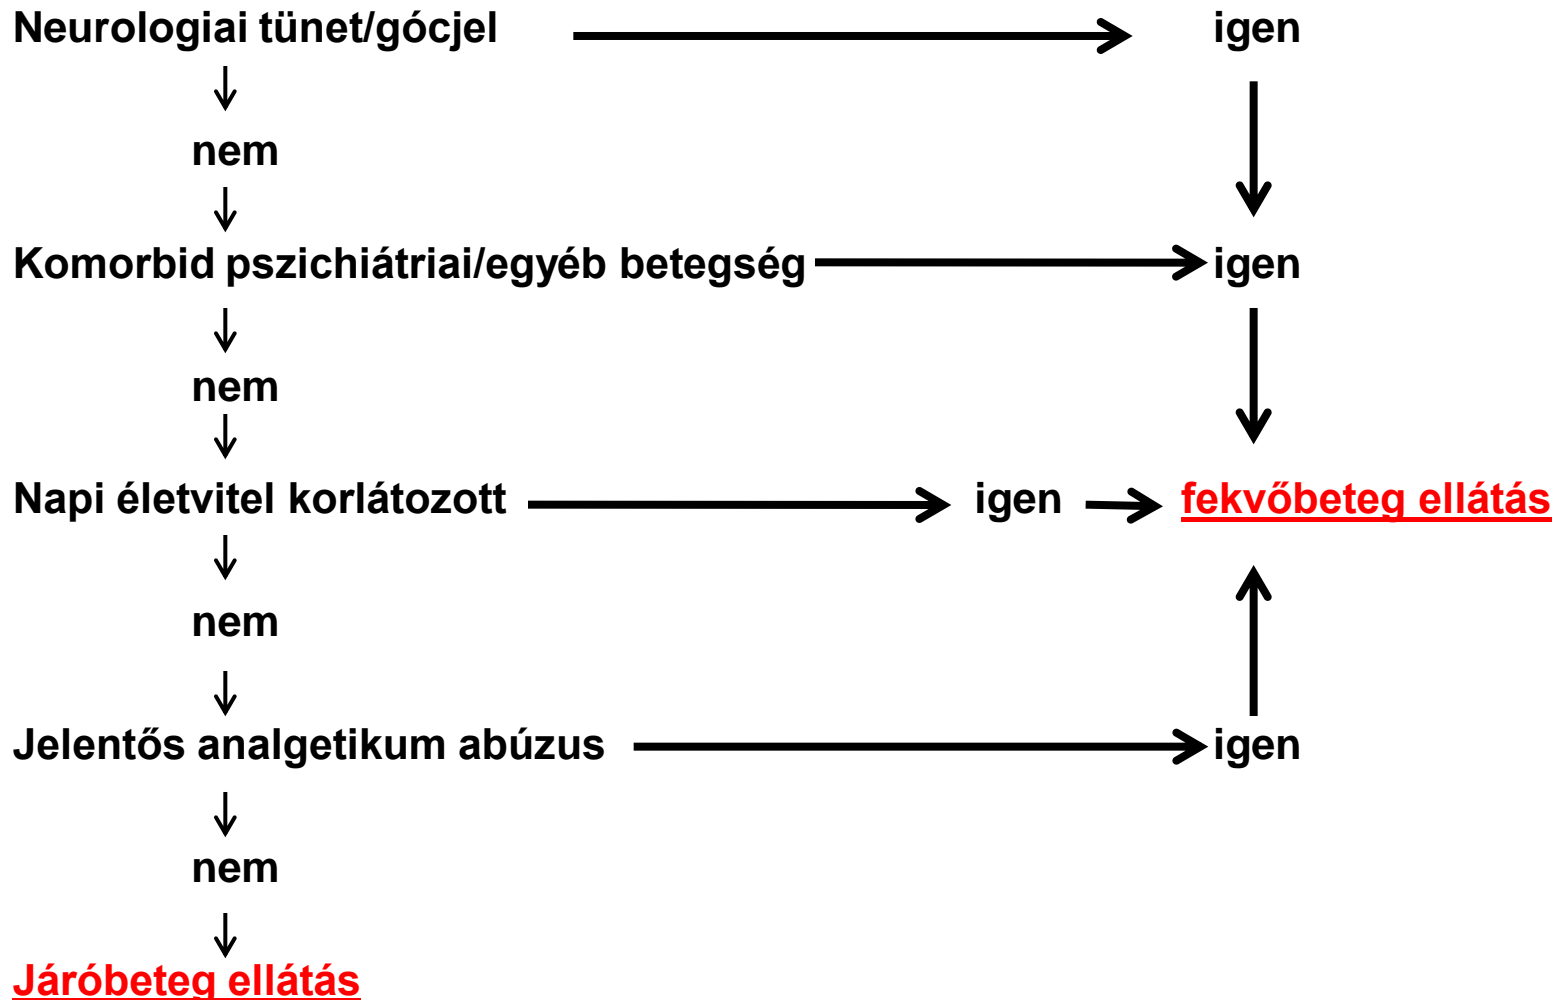 Neurologiai tünet/gócjel igen
nem
Komorbid pszichiátriai/egyéb betegség igen
nem
Napi életvitel korlátozott igen fekvőbeteg ellátás
nem
Jelentős analgetikum abúzus igen
nem
Járóbeteg ellátás